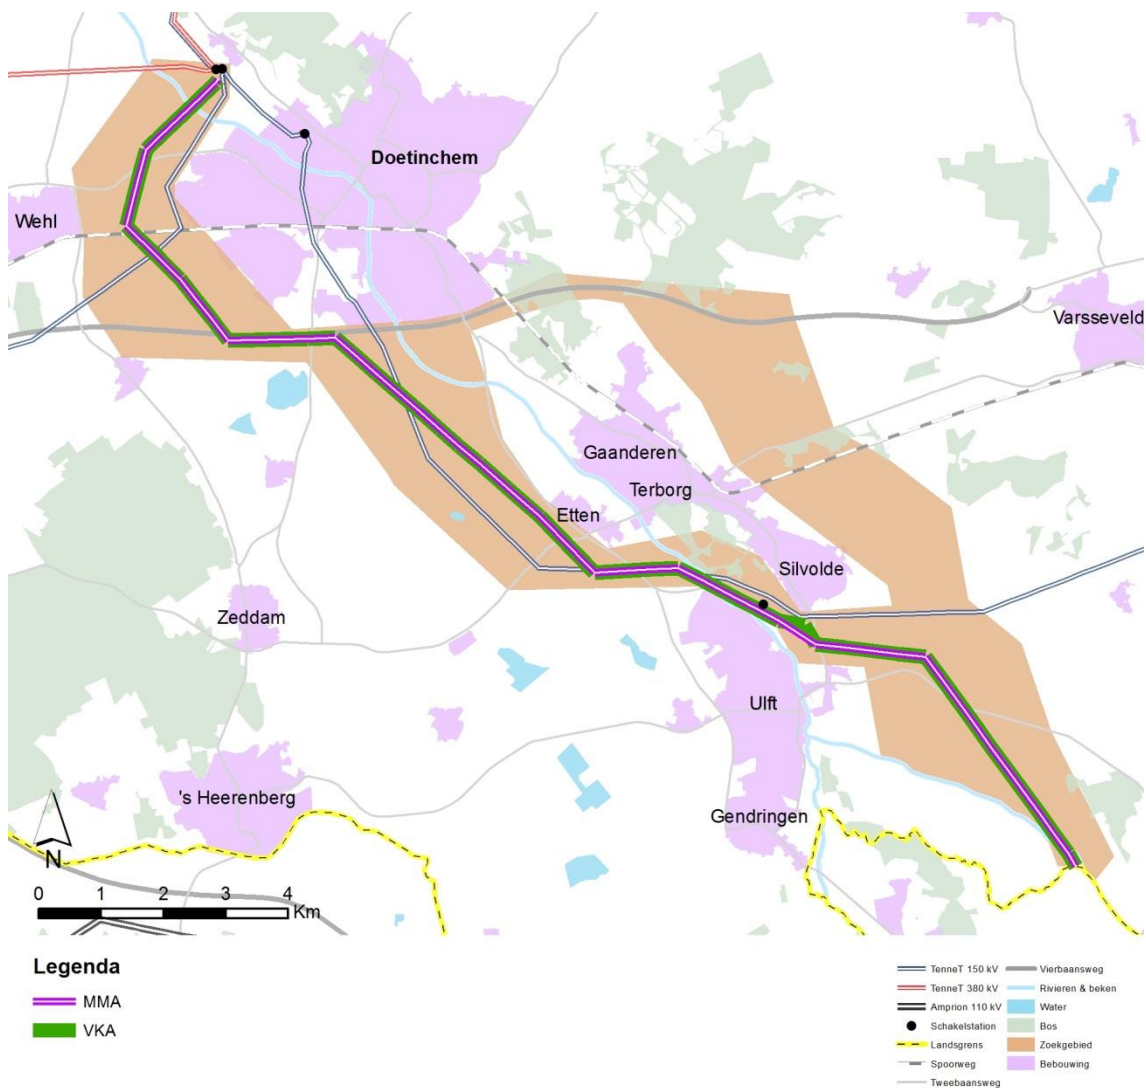 Doetinchem
Wehl
Varsseveld
Gaanderen
Terborg
Etten
Silvolde
Zeddam
Ulft
's Heerenberg
Gendringen
N
0 1 2 3 4
Km
Legenda
MMA
VKA
TenneT 150 kV
TenneT 380 kV
Amprion 110 kV
Schakelstation
Landsgrens
Spoorweg
Tweebaansweg
Vierbaansweg
Rivieren & beken
Water
Bos
Zoekgebied
Bebouwing